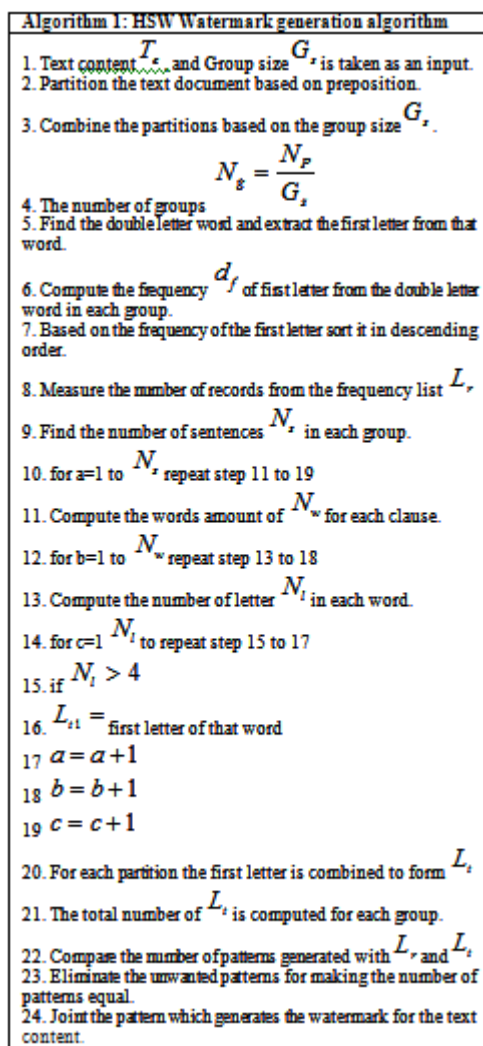 Algorithm 1: HSW Watermark generation algorithm
1. Text content T_e and Group size G_s is taken as an input.
2. Partition the text document based on preposition.
3. Combine the partitions based on the group size G_s .
N_g = N_P / G_s
4. The number of groups
5. Find the double letter word and extract the first letter from that
word.
6. Compute the frequency d_f of first letter from the double letter
word in each group.
7. Based on the frequency of the first letter sort it in descending
order.
8. Measure the number of records from the frequency list L_r
9. Find the number of sentences N_s in each group.
10. for a=1 to N_s repeat step 11 to 19
11. Compute the words amount of N_w for each clause.
12. for b=1 to N_w repeat step 13 to 18
13. Compute the number of letter N_l in each word.
14. for c=1 N_l to repeat step 15 to 17
15. if N_l > 4
16. L_t1 = first letter of that word
17 a = a + 1
18 b = b + 1
19 c = c + 1
20. For each partition the first letter is combined to form L_t
21. The total number of L_t is computed for each group.
22. Compare the number of patterns generated with L_r and L_t
23. Eliminate the unwanted patterns for making the number of
patterns equal.
24. Joint the pattern which generates the watermark for the text
content.